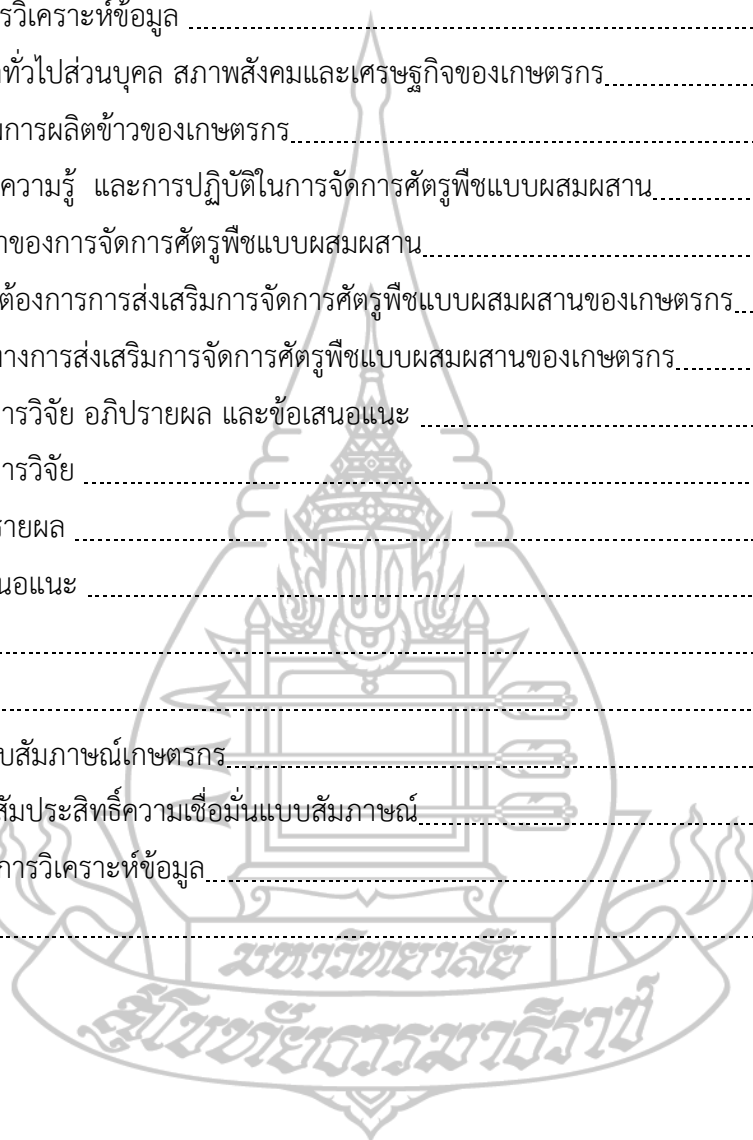 รวิเคราะห์ข้อมูล
ทั่วไปส่วนบุคล สภาพสังคมและเศรษฐกิจของเกษตรกร
การผลิตข้าวของเกษตรกร
ความรู้ และการปฏิบัติในการจัดการศัตรูพืชแบบผสมผสาน
ของการจัดการศัตรูพืชแบบผสมผสาน
ต้องการการส่งเสริมการจัดการศัตรูพืชแบบผสมผสานของเกษตรกร
ทางการส่งเสริมการจัดการศัตรูพืชแบบผสมผสานของเกษตรกร
ารวิจัย อภิปรายผล และข้อเสนอแนะ
ารวิจัย
รายผล
นอแนะ
บสัมภาษณ์เกษตรกร
สัมประสิทธิ์ความเชื่อมั่นแบบสัมภาษณ์
การวิเคราะห์ข้อมูล
มหาวิทยาลัย
สุโขทัยธรรมาธิราช